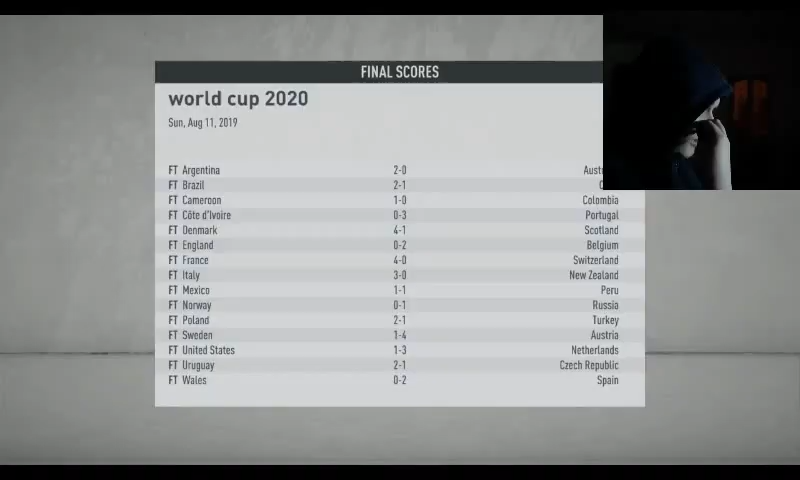 FINAL SCORES
world cup 2020
Sun, Aug 11, 2019
FT Argentina 2-0
FT Brazil 2-1
FT Cameroon 1-0 Colombia
FT Côte d'Ivoire 0-3 Portugal
FT Denmark 4-1 Scotland
FT England 0-2 Belgium
FT France 4-0 Switzerland
FT Italy 3-0 New Zealand
FT Mexico 1-1 Peru
FT Norway 0-1 Russia
FT Poland 2-1 Turkey
FT Sweden 1-4 Austria
FT United States 1-3 Netherlands
FT Uruguay 2-1 Czech Republic
FT Wales 0-2 Spain